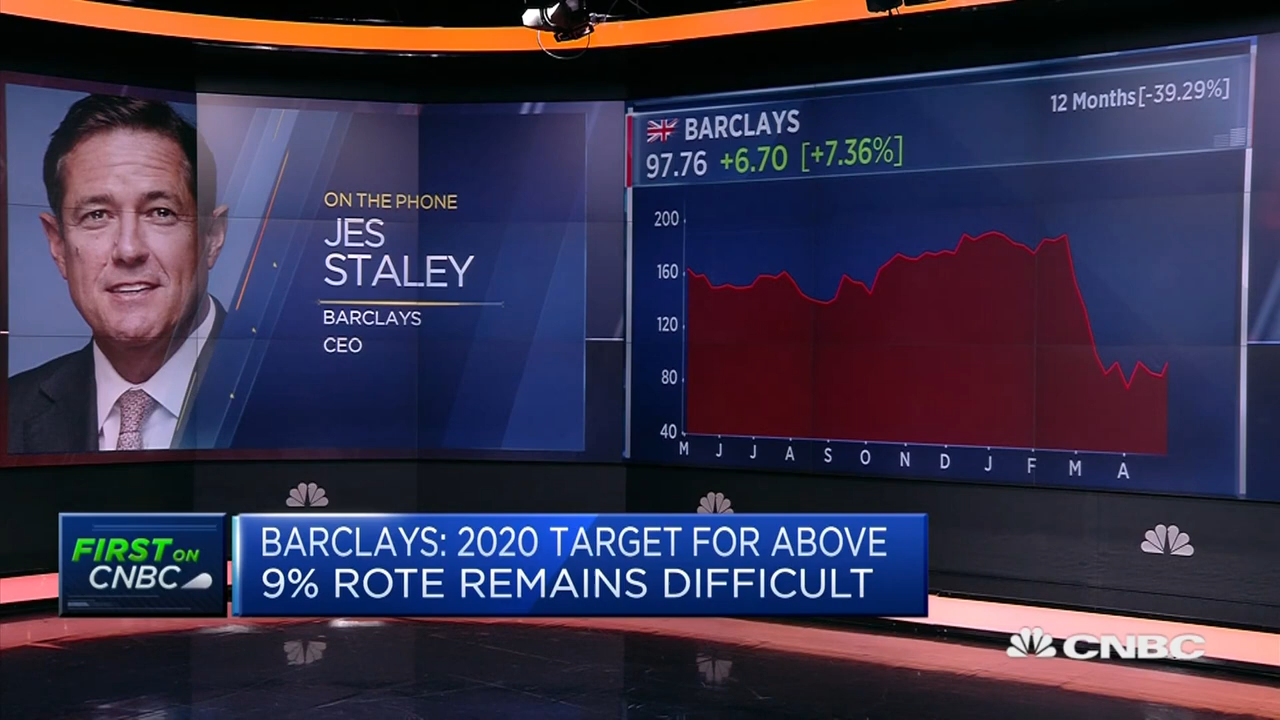 ON THE PHONE
JES
STALEY
BARCLAYS
CEO
12 Months[-39.29%]
BARCLAYS
97.76 +6.70 [+7.36%]
200
160
120
80
40
M J J A S O N D J F M A
FIRST ON
CNBC
BARCLAYS: 2020 TARGET FOR ABOVE
9% ROTE REMAINS DIFFICULT
CNBC